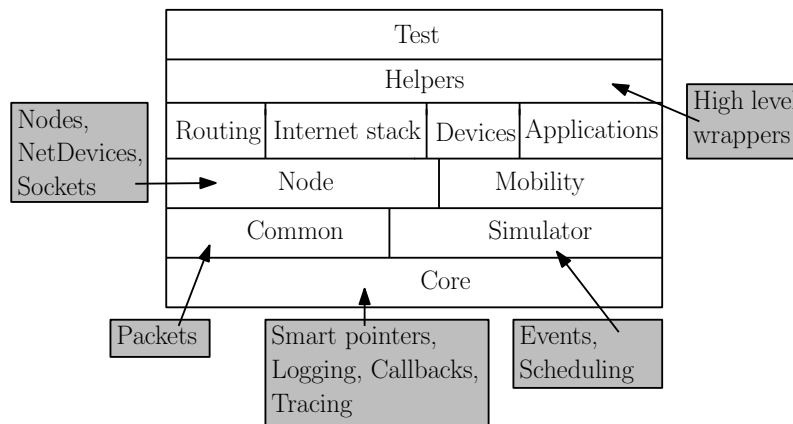 Test
Helpers
Nodes,
NetDevices,
Sockets
Routing
Internet stack
Devices
Applications
High level
wrappers
Node
Mobility
Common
Simulator
Core
Packets
Smart pointers,
Logging, Callbacks,
Tracing
Events,
Scheduling